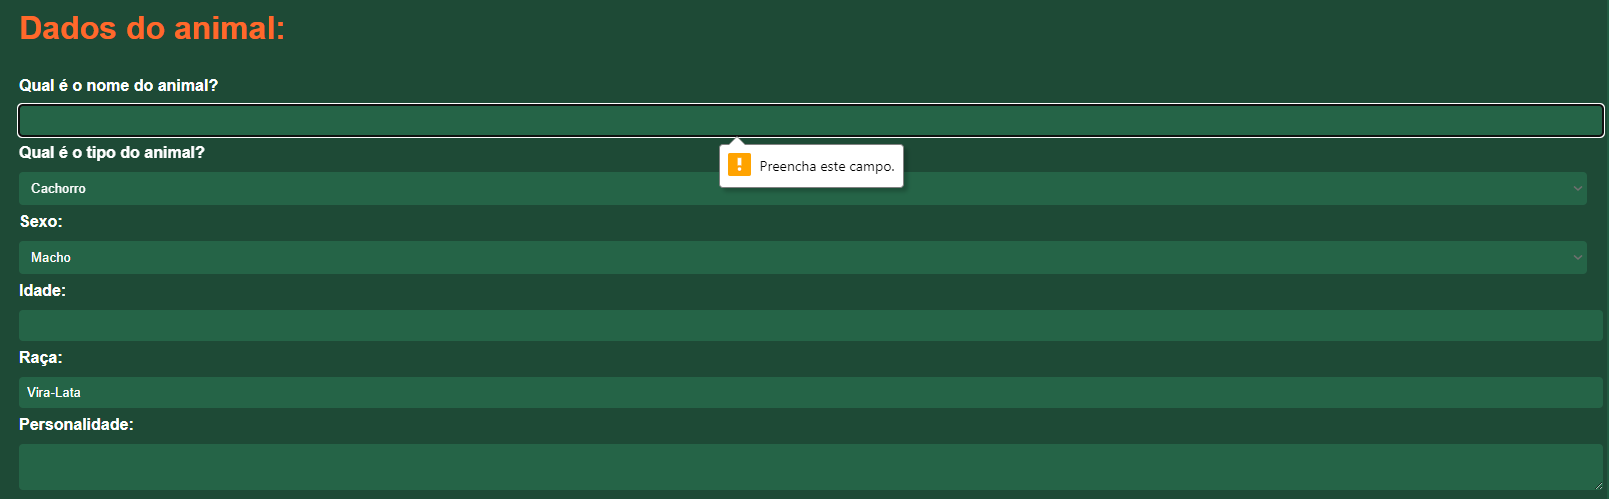 Dados do animal:
Qual é o nome do animal?
Preencha este campo.
Qual é o tipo do animal?
Cachorro
Sexo:
Macho
Idade:
Raça:
Vira-Lata
Personalidade: